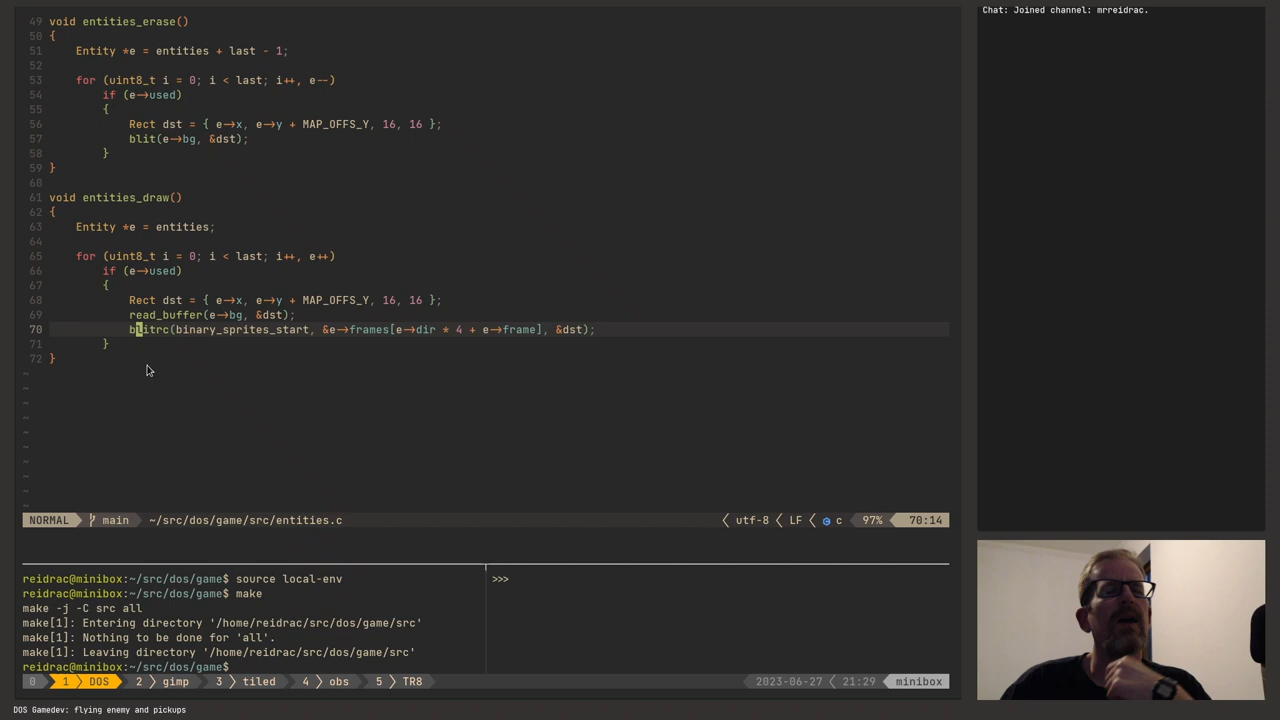 49 void entities_erase()
50 {
51     Entity *e = entities + last - 1;
52
53     for (uint8_t i = 0; i < last; i++, e--)
54         if (e->used)
55         {
56             Rect dst = { e->x, e->y + MAP_OFFS_Y, 16, 16 };
57             blit(e->bg, &dst);
58         }
59 }
60
61 void entities_draw()
62 {
63     Entity *e = entities;
64
65     for (uint8_t i = 0; i < last; i++, e++)
66         if (e->used)
67         {
68             Rect dst = { e->x, e->y + MAP_OFFS_Y, 16, 16 };
69             read_buffer(e->bg, &dst);
70             blitrc(binary_sprites_start, &e->frames[e->dir * 4 + e->frame], &dst);
71         }
72 }
~
~
~
~
~
~
~
~
~
~
NORMAL main ~/src/dos/game/src/entities.c utf-8 LF c 97% 70:14
reidrac@minibox:~/src/dos/game$ source local-env
reidrac@minibox:~/src/dos/game$ make
make -j -C src all
make[1]: Entering directory '/home/reidrac/src/dos/game/src'
make[1]: Nothing to be done for 'all'.
make[1]: Leaving directory '/home/reidrac/src/dos/game/src'
reidrac@minibox:~/src/dos/game$
>>>
0 1 DOS 2 gimp 3 tiled 4 obs 5 TR8 2023-06-27 21:29 minibox
DOS Gamedev: flying enemy and pickups
Chat: Joined channel: mrreidrac.